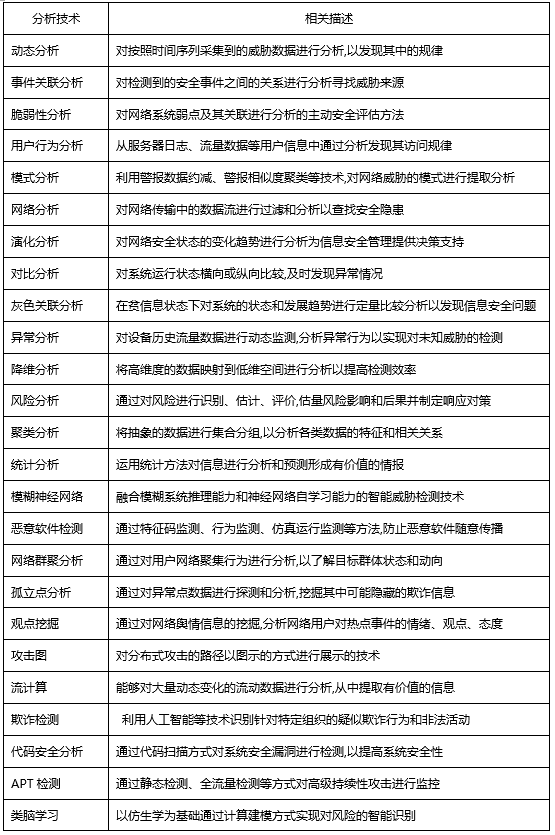 分析技术 相关描述
动态分析 对按照时间序列采集到的威胁数据进行分析,以发现其中的规律
事件关联分析 对检测到的安全事件之间的关系进行分析寻找威胁来源
脆弱性分析 对网络系统弱点及其关联进行分析的主动安全评估方法
用户行为分析 从服务器日志、流量数据等用户信息中通过分析发现其访问规律
模式分析 利用警报数据约减、警报相似度聚类等技术,对网络威胁的模式进行提取分析
网络分析 对网络传输中的数据流进行过滤和分析以查找安全隐患
演化分析 对网络安全状态的变化趋势进行分析为信息安全管理提供决策支持
对比分析 对系统运行状态横向或纵向比较,及时发现异常情况
灰色关联分析 在贫信息状态下对系统的状态和发展趋势进行定量比较分析以发现信息安全问题
异常分析 对设备历史流量数据进行动态监测,分析异常行为以实现对未知威胁的检测
降维分析 将高维度的数据映射到低维空间进行分析以提高检测效率
风险分析 通过对风险进行识别、估计、评价,估量风险影响和后果并制定响应对策
聚类分析 将抽象的数据进行集合分组,以分析各类数据的特征和相关关系
统计分析 运用统计方法对信息进行分析和预测形成有价值的情报
模糊神经网络 融合模糊系统推理能力和神经网络自学习能力的智能威胁检测技术
恶意软件检测 通过特征码监测、行为监测、仿真运行监测等方法,防止恶意软件随意传播
网络群聚分析 通过对用户网络聚集行为进行分析,以了解目标群体状态和动向
孤立点分析 通过对异常点数据进行探测和分析,挖掘其中可能隐藏的欺诈信息
观点挖掘 通过对网络舆情信息的挖掘,分析网络用户对热点事件的情绪、观点、态度
攻击图 对分布式攻击的路径以图示的方式进行展示的技术
流计算 能够对大量动态变化的流动数据进行分析,从中提取有价值的信息
欺诈检测 利用人工智能等技术识别针对特定组织的疑似欺诈行为和非法活动
代码安全分析 通过代码扫描方式对系统安全漏洞进行检测,以提高系统安全性
APT 检测 通过静态检测、全流量检测等方式对高级持续性攻击进行监控
类脑学习 以仿生学为基础通过计算建模方式实现对风险的智能识别